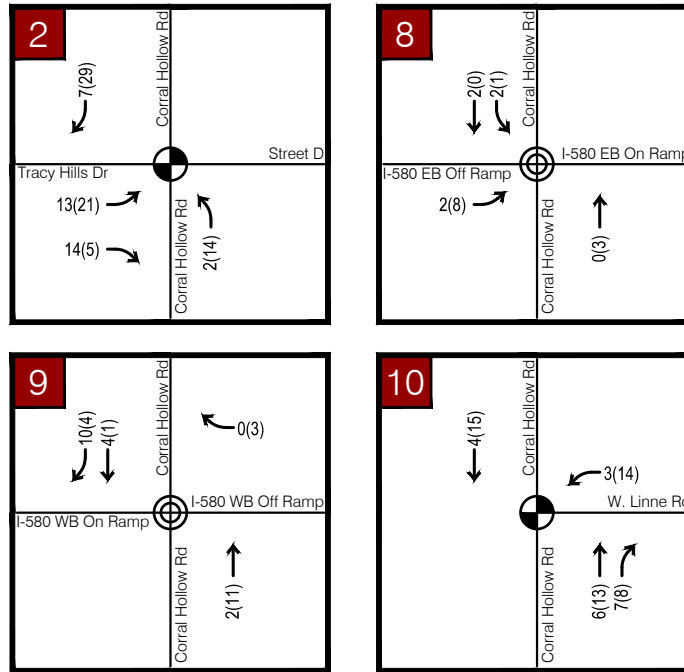 2
7(29)
Corral Hollow Rd
Tracy Hills Dr
Street D
13(21)
14(5)
Corral Hollow Rd
2(14)
8
2(0)
2(1)
Corral Hollow Rd
I-580 EB Off Ramp
I-580 EB On Ramp
2(8)
Corral Hollow Rd
0(3)
9
10(4)
4(1)
Corral Hollow Rd
0(3)
I-580 WB On Ramp
I-580 WB Off Ramp
Corral Hollow Rd
2(11)
10
4(15)
Corral Hollow Rd
3(14)
W. Linne Rd
Corral Hollow Rd
6(13)
7(8)